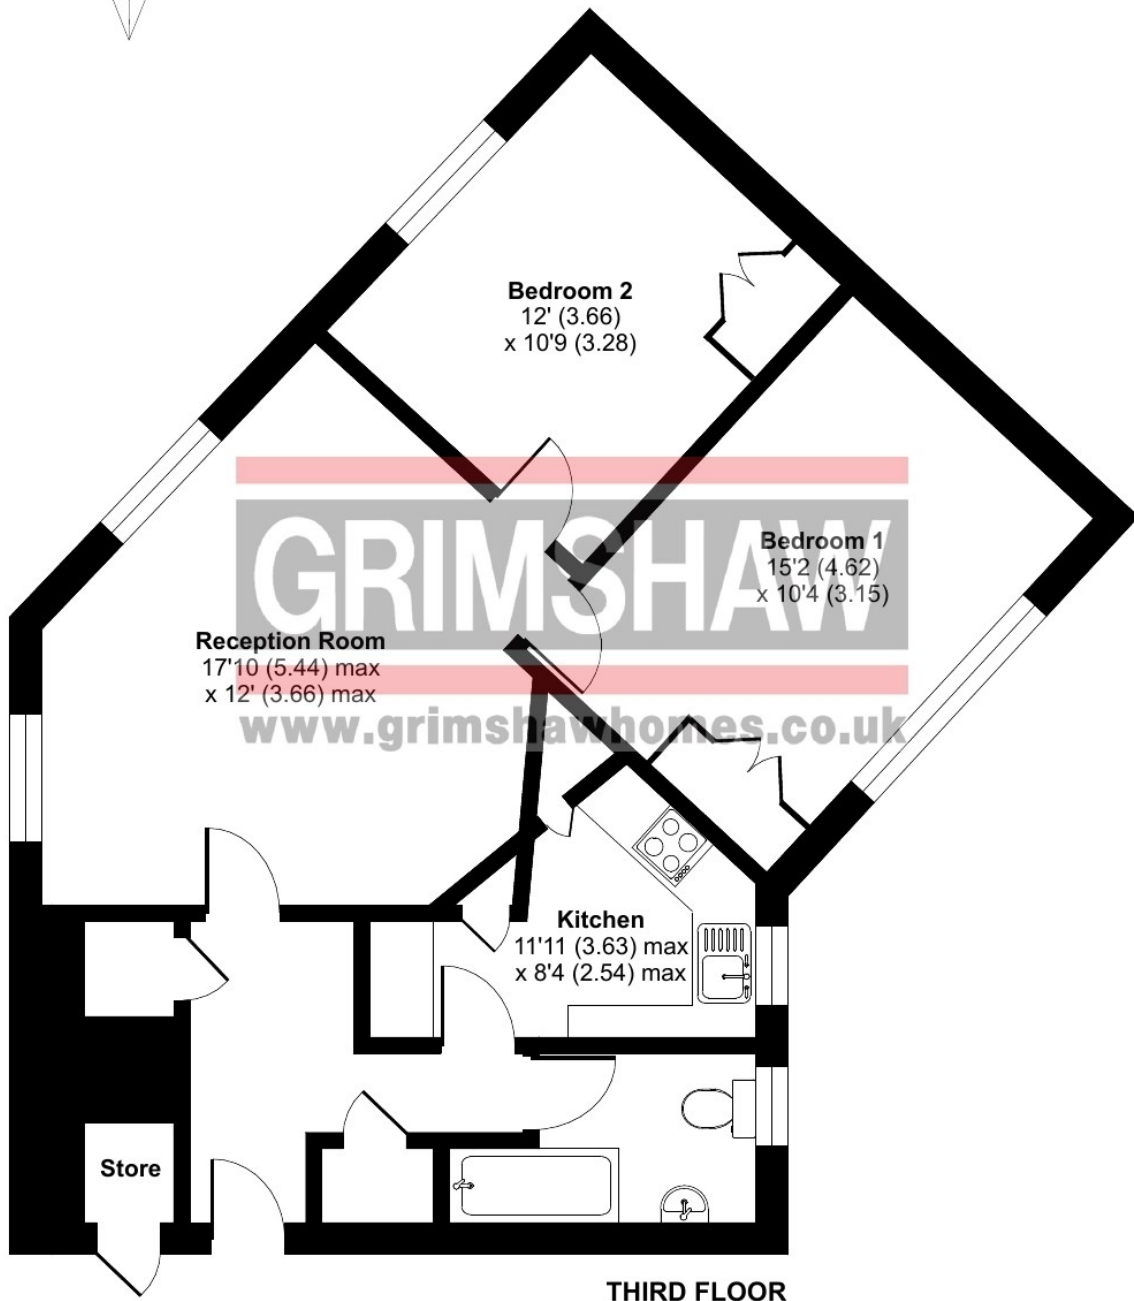 Bedroom 2
12' (3.66)
x 10'9 (3.28)
GRIMSHAW
Bedroom 1
15'2 (4.62)
x 10'4 (3.15)
Reception Room
17'10 (5.44) max
x 12' (3.66) max
www.grimshawhomes.co.uk
Kitchen
11'11 (3.63) max
x 8'4 (2.54) max
Store
THIRD FLOOR